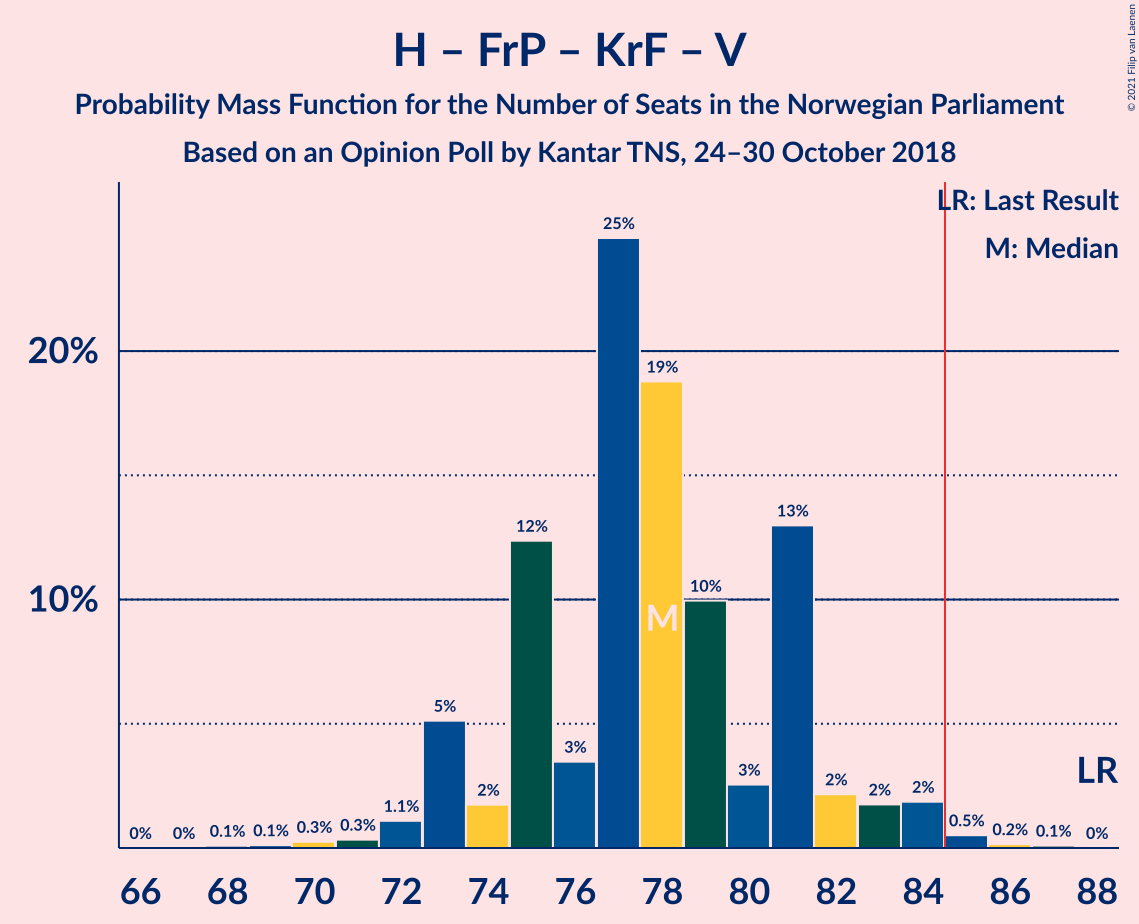 H – FrP – KrF – V
Probability Mass Function for the Number of Seats in the Norwegian Parliament
Based on an Opinion Poll by Kantar TNS, 24–30 October 2018
© 2021 Filip van Laenen
LR: Last Result
M: Median
25%
20%
19%
13%
12%
10%
10%
M
5%
3%
LR
3%
2%
2%
2%
2%
1.1%
0.5%
0% 0% 0.1% 0.1% 0.3% 0.3%
0.2% 0.1% 0%
66 68 70 72 74 76 78 80 82 84 86 88